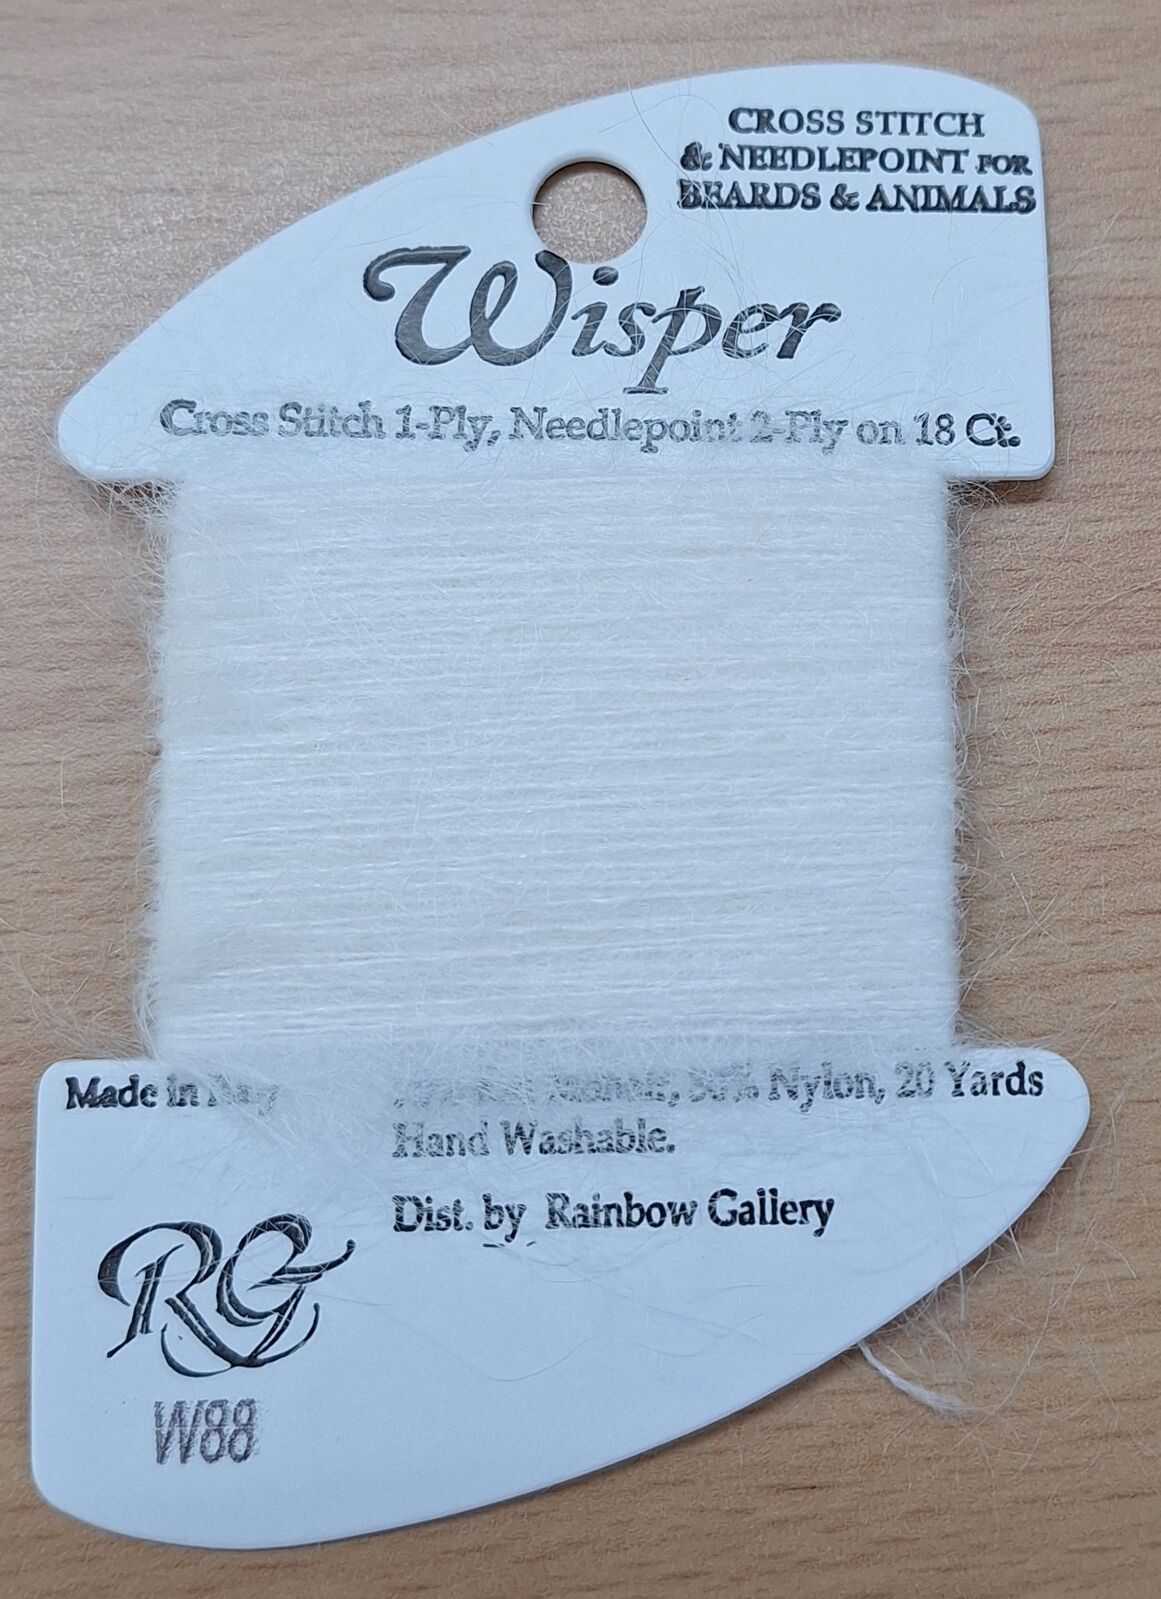 CROSS STITCH
& NEEDLEPOINT FOR
BEARDS & ANIMALS
Wisper
Cross Stitch 1-Ply, Needlepoint 2-Ply on 18 Ct.
Made in Italy
Nylon, 20 Yards
Hand Washable.
Dist. by Rainbow Gallery
RG
W88